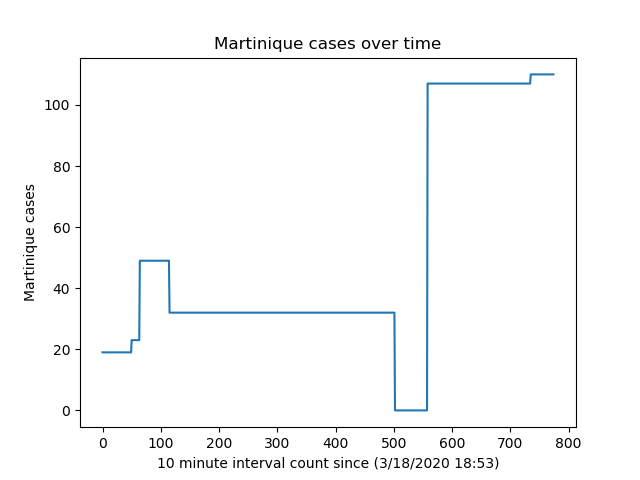 Martinique cases over time
Martinique cases
100
80
60
40
20
0
0 100 200 300 400 500 600 700 800
10 minute interval count since (3/18/2020 18:53)